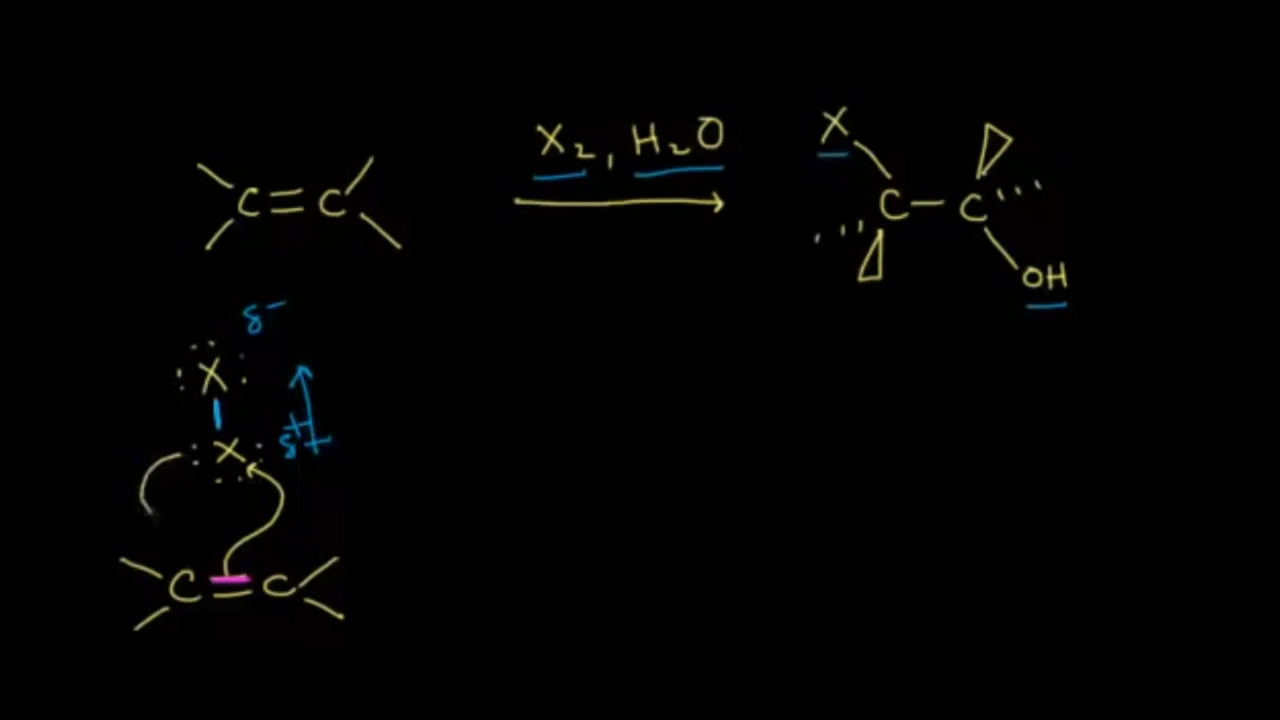 X₂, H₂O
X
C=C
C-C
OH
δ⁻
X
δ⁺
X
C=C